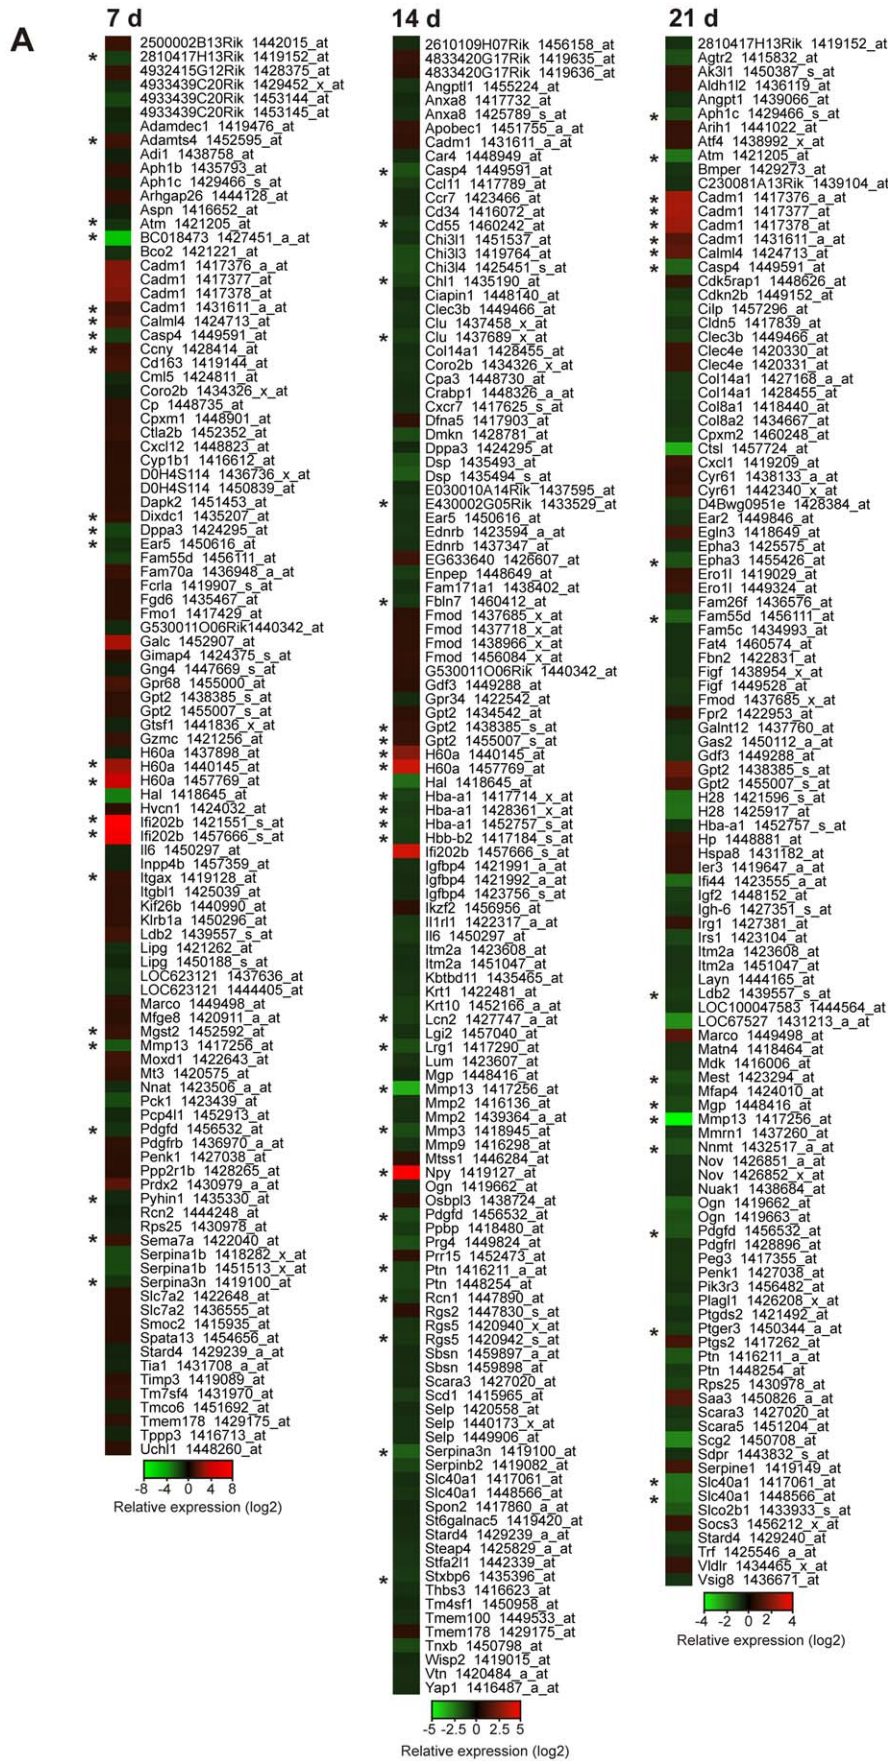 A
7 d
* 2500002B13Rik 1442015_at
* 2810417H13Rik 1419152_at
4932415G12Rik 1428375_at
4933439C20Rik 1429452_x_at
4933439C20Rik 1453144_at
4933439C20Rik 1453145_at
Adamdec1 1419476_at
* Adamts4 1452595_at
Adi1 1438758_at
Aph1b 1435793_at
Aph1c 1429466_s_at
Arhgap26 1444128_at
Aspn 1416652_at
* Atm 1421205_at
* BC018473 1427451_a_at
Bco2 1421221_at
Cadm1 1417376_a_at
Cadm1 1417377_at
Cadm1 1417378_at
* Cadm1 1431611_a_at
* Calml4 1424713_at
* Casp4 1449591_at
* Ccny 1428414_at
Cd163 1419144_at
Cml5 1424811_at
Coro2b 1434326_x_at
Cp 1448735_at
Cpxm1 1448901_at
Ctla2b 1452352_at
Cxcl12 1448823_at
Cyp1b1 1416612_at
D0H4S114 1436736_x_at
D0H4S114 1450839_at
Dapk2 1451453_at
* Dixdc1 1435207_at
* Dppa3 1424295_at
* Ear5 1450616_at
Fam55d 1456111_at
Fam70a 1436948_a_at
Fcrla 1419907_s_at
Fgd6 1435467_at
Fmo1 1417429_at
G530011O06Rik1440342_at
Galc 1452907_at
Gimap4 1424375_s_at
Gng4 1447669_s_at
Gpr68 1455000_at
Gpt2 1438385_s_at
Gpt2 1455007_s_at
Gtsf1 1441836_x_at
Gzmc 1421256_at
H60a 1437898_at
* H60a 1440145_at
* H60a 1457769_at
Hal 1418645_at
Hvcn1 1424032_at
* Ifi202b 1421551_s_at
* Ifi202b 1457666_s_at
Il6 1450297_at
Inpp4b 1457359_at
* Itgax 1419128_at
Itgbl1 1425039_at
Kif26b 1440990_at
Klrb1a 1450296_at
Ldb2 1439557_s_at
Lipg 1421262_at
Lipg 1450188_s_at
LOC623121 1437636_at
LOC623121 1444405_at
Marco 1449498_at
Mfge8 1420911_a_at
* Mgst2 1452592_at
* Mmp13 1417256_at
Moxd1 1422643_at
Mt3 1420575_at
Nnat 1423506_a_at
Pck1 1423439_at
Pcp4l1 1452913_at
* Pdgfd 1456532_at
Pdgfrb 1436970_a_at
Penk1 1427038_at
Ppp2r1b 1428265_at
Prdx2 1430979_a_at
* Pyhin1 1435330_at
Rcn2 1444248_at
Rps25 1430978_at
* Sema7a 1422040_at
Serpina1b 1418282_x_at
Serpina1b 1451513_x_at
* Serpina3n 1419100_at
Slc7a2 1422648_at
Slc7a2 1436555_at
Smoc2 1415935_at
Spata13 1454656_at
Stard4 1429239_a_at
Tia1 1431708_a_at
Timp3 1419089_at
Tm7sf4 1431970_at
Tmco6 1451692_at
Tmem178 1429175_at
Tppp3 1416713_at
Uchl1 1448260_at
-8 -4 0 4 8
Relative expression (log2)
14 d
2610109H07Rik 1456158_at
4833420G17Rik 1419635_at
4833420G17Rik 1419636_at
Angptl1 1455224_at
Anxa8 1417732_at
Anxa8 1425789_s_at
Apobec1 1451755_a_at
Cadm1 1431611_a_at
Car4 1448949_at
* Casp4 1449591_at
Ccl11 1417789_at
Ccr7 1423466_at
Cd34 1416072_at
* Cd55 1460242_at
Chi3l1 1451537_at
Chi3l3 1419764_at
Chi3l4 1425451_s_at
* Chl1 1435190_at
Ciapin1 1448140_at
Clec3b 1449466_at
Clu 1437458_x_at
* Clu 1437689_x_at
Col14a1 1428455_at
Coro2b 1434326_x_at
Cpa3 1448730_at
Crabp1 1448326_a_at
Cxcr7 1417625_s_at
Dfna5 1417903_at
Dmkn 1428781_at
Dppa3 1424295_at
Dsp 1435493_at
Dsp 1435494_s_at
E030010A14Rik 1437595_at
* E430002G05Rik 1433529_at
Ear5 1450616_at
Ednrb 1423594_a_at
Ednrb 1437347_at
EG633640 1426607_at
Enpep 1448649_at
Fam171a1 1438402_at
* Fbln7 1460412_at
Fmod 1437685_x_at
Fmod 1437718_x_at
Fmod 1438966_x_at
Fmod 1456084_x_at
G530011O06Rik 1440342_at
Gdf3 1449288_at
Gpr34 1422542_at
Gpt2 1434542_at
* Gpt2 1438385_s_at
* Gpt2 1455007_s_at
* H60a 1440145_at
* H60a 1457769_at
Hal 1418645_at
* Hba-a1 1417714_x_at
* Hba-a1 1428361_x_at
* Hba-a1 1452757_s_at
* Hbb-b2 1417184_s_at
Ifi202b 1457666_s_at
Igfbp4 1421991_a_at
Igfbp4 1421992_a_at
Igfbp4 1423756_s_at
Ikzf2 1456956_at
Il1rl1 1422317_a_at
Il6 1450297_at
Itm2a 1423608_at
Itm2a 1451047_at
Kbtbd11 1435465_at
Krt1 1422481_at
Krt10 1452166_a_at
* Lcn2 1427747_a_at
Lgi2 1457040_at
* Lrg1 1417290_at
Lum 1423607_at
Mgp 1448416_at
* Mmp13 1417256_at
Mmp2 1416136_at
Mmp2 1439364_a_at
* Mmp3 1418945_at
Mmp9 1416298_at
Mtss1 1446284_at
* Npy 1419127_at
Ogn 1419662_at
Osbpl3 1438724_at
* Pdgfd 1456532_at
Ppbp 1418480_at
Prg4 1449824_at
Prr15 1452473_at
* Ptn 1416211_a_at
Ptn 1448254_at
* Rcn1 1447890_at
Rgs2 1447830_s_at
Rgs5 1420940_x_at
* Rgs5 1420942_s_at
Sbsn 1459897_a_at
Sbsn 1459898_at
Scara3 1427020_at
Scd1 1415965_at
Selp 1420558_at
Selp 1440173_x_at
Selp 1449906_at
* Serpina3n 1419100_at
Serpinb2 1419082_at
Slc40a1 1417061_at
Slc40a1 1448566_at
Spon2 1417860_a_at
St6galnac5 1419420_at
Stard4 1429239_a_at
Steap4 1425829_a_at
Stfa2l1 1442339_at
* Stxbp6 1435396_at
Thbs3 1416623_at
Tm4sf1 1450958_at
Tmem100 1449533_at
Tmem178 1429175_at
Tnxb 1450798_at
Wisp2 1419015_at
Vtn 1420484_a_at
Yap1 1416487_a_at
-5 -2.5 0 2.5 5
Relative expression (log2)
21 d
2810417H13Rik 1419152_at
Agtr2 1415832_at
Ak3l1 1450387_s_at
Aldh1l2 1436119_at
Angpt1 1439066_at
* Aph1c 1429466_s_at
Arih1 1441022_at
Atf4 1438992_x_at
* Atm 1421205_at
Bmper 1429273_at
C230081A13Rik 1439104_at
* Cadm1 1417376_a_at
* Cadm1 1417377_at
* Cadm1 1417378_at
* Cadm1 1431611_a_at
* Calml4 1424713_at
* Casp4 1449591_at
Cdk5rap1 1448626_at
Cdkn2b 1449152_at
Cilp 1457296_at
Cldn5 1417839_at
Clec3b 1449466_at
Clec4e 1420330_at
Clec4e 1420331_at
Col14a1 1427168_a_at
Col14a1 1428455_at
Col8a1 1418440_at
Col8a2 1434667_at
Cpxm2 1460248_at
Ctsl 1457724_at
Cxcl1 1419209_at
Cyr61 1438133_a_at
Cyr61 1442340_x_at
D4Bwg0951e 1428384_at
Ear2 1449846_at
Egln3 1418649_at
Epha3 1425575_at
* Epha3 1455426_at
Ero1l 1419029_at
Ero1l 1449324_at
Fam26f 1436576_at
* Fam55d 1456111_at
Fam5c 1434993_at
Fat4 1460574_at
Fbn2 1422831_at
Figf 1438954_x_at
Figf 1449528_at
Fmod 1437685_x_at
Fpr2 1422953_at
Galnt12 1437760_at
Gas2 1450112_a_at
Gdf3 1449288_at
Gpt2 1438385_s_at
Gpt2 1455007_s_at
H28 1421596_s_at
H28 1425917_at
Hba-a1 1452757_s_at
Hp 1448881_at
Hspa8 1431182_at
Ier3 1419647_a_at
Ifi44 1423555_a_at
Igf2 1448152_at
Igh-6 1427351_s_at
Irg1 1427381_at
Irs1 1423104_at
Itm2a 1423608_at
Itm2a 1451047_at
Layn 1444165_at
* Ldb2 1439557_s_at
LOC100047583 1444564_at
LOC67527 1431213_a_at
Marco 1449498_at
Matn4 1418464_at
Mdk 1416006_at
* Mest 1423294_at
Mfap4 1424010_at
* Mgp 1448416_at
* Mmp13 1417256_at
Mmrn1 1437260_at
* Nnmt 1432517_a_at
Nov 1426851_a_at
Nov 1426852_x_at
Nuak1 1438684_at
Ogn 1419662_at
Ogn 1419663_at
* Pdgfd 1456532_at
Pdgfrl 1428896_at
Peg3 1417355_at
Penk1 1427038_at
Pik3r3 1456482_at
Plagl1 1426208_x_at
Ptgds2 1421492_at
* Ptger3 1450344_a_at
Ptgs2 1417262_at
Ptn 1416211_a_at
Ptn 1448254_at
Rps25 1430978_at
Saa3 1450826_a_at
Scara3 1427020_at
Scara5 1451204_at
Scg2 1450708_at
Sdpr 1443832_s_at
Serpine1 1419149_at
* Slc40a1 1417061_at
* Slc40a1 1448566_at
Slco2b1 1433933_s_at
Socs3 1456212_x_at
Stard4 1429240_at
Trf 1425546_a_at
Vldlr 1434465_x_at
Vsig8 1436671_at
-4 -2 0 2 4
Relative expression (log2)